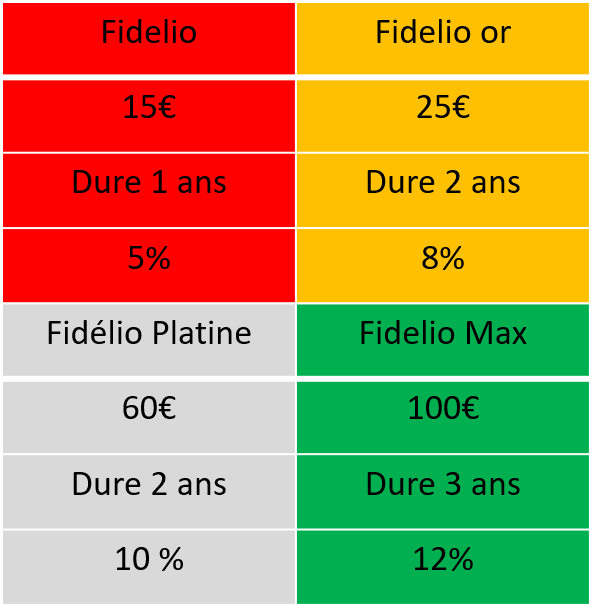 Fidelio
Fidelio or
15€
25€
Dure 1 ans
Dure 2 ans
5%
8%
Fidélio Platine
Fidelio Max
60€
100€
Dure 2 ans
Dure 3 ans
10 %
12%